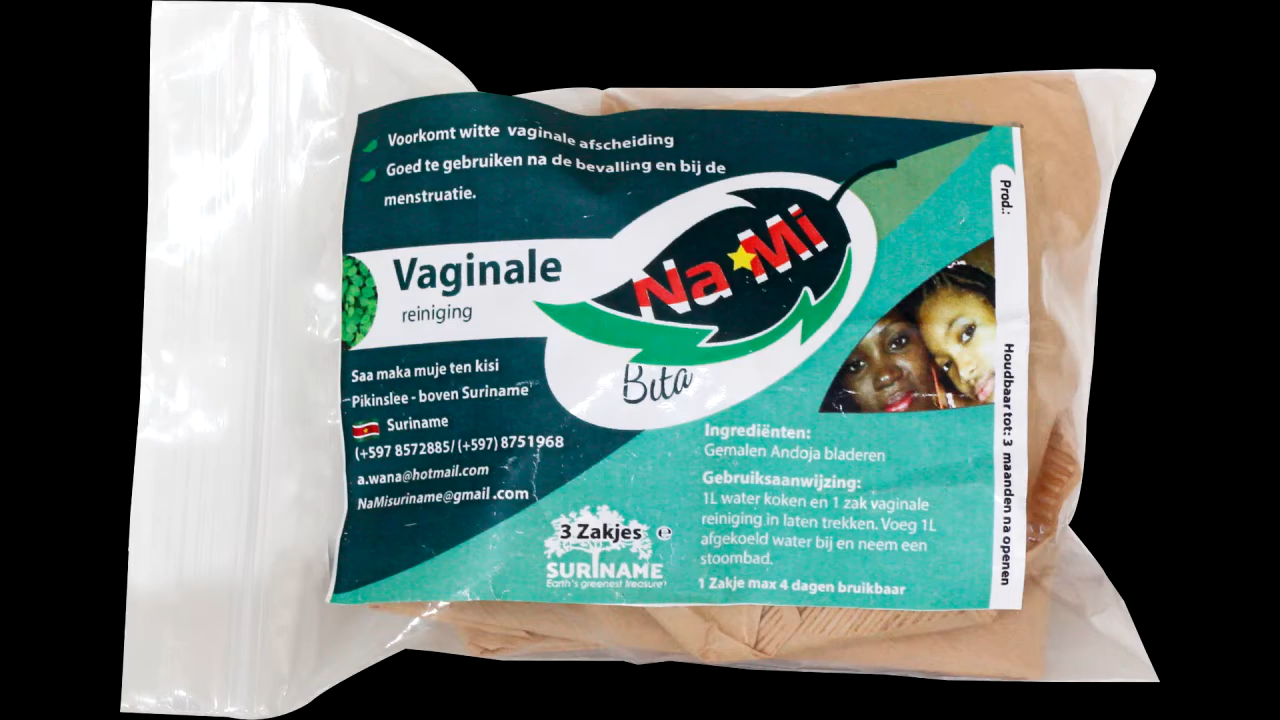 Voorkomt witte vaginale afscheiding
Goed te gebruiken na de bevalling en bij de
menstruatie.
Vaginale
reiniging
Na Mi
Bita
Saa maka muje ten kisi
Pikinslee - boven Suriname
Suriname
(+597 8572885/ (+597) 8751968
a.wana@hotmail.com
NaMisuriname@gmail.com
3 Zakjes ℮
SURINAME
Earth's greenest treasure
Ingrediënten:
Gemalen Andoja bladeren
Gebruiksaanwijzing:
1L water koken en 1 zak vaginale
reiniging in laten trekken. Voeg 1L
afgekoeld water bij en neem een
stoombad.
1 Zakje max 4 dagen bruikbaar
Prod.:
Houdbaar tot: 3 maanden na openen